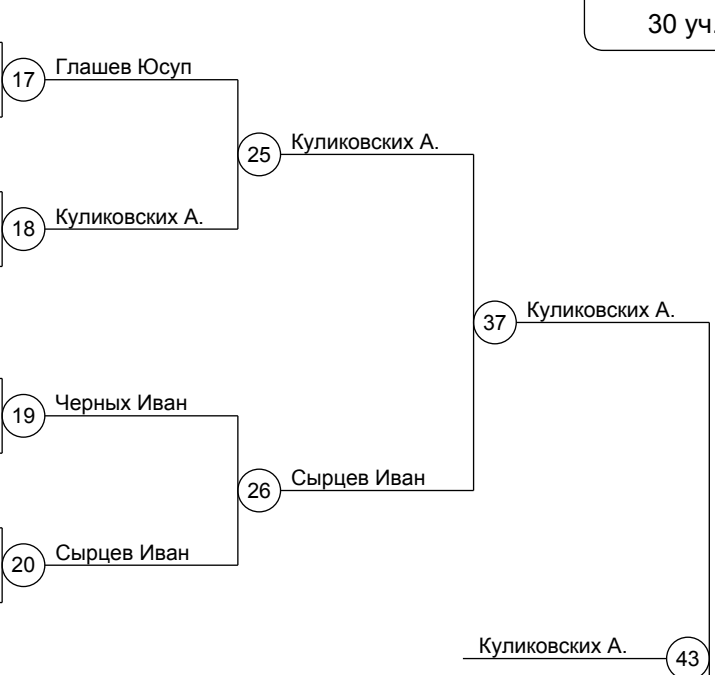 30 уч.
17 Глашев Юсуп
25 Куликовских А.
18 Куликовских А.
37 Куликовских А.
19 Черных Иван
26 Сырцев Иван
20 Сырцев Иван
Куликовских А. 43